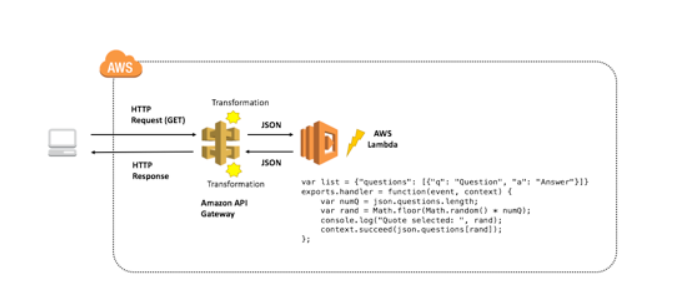 AWS
Transformation
HTTP
Request (GET)
JSON
AWS
Lambda
JSON
HTTP
Response
Transformation
Amazon API
Gateway
var list = {"questions": [{"q": "Question", "a": "Answer"}]}
exports.handler = function(event, context) {
    var numQ = json.questions.length;
    var rand = Math.floor(Math.random() * numQ);
    console.log("Quote selected: ", rand);
    context.succeed(json.questions[rand]);
};